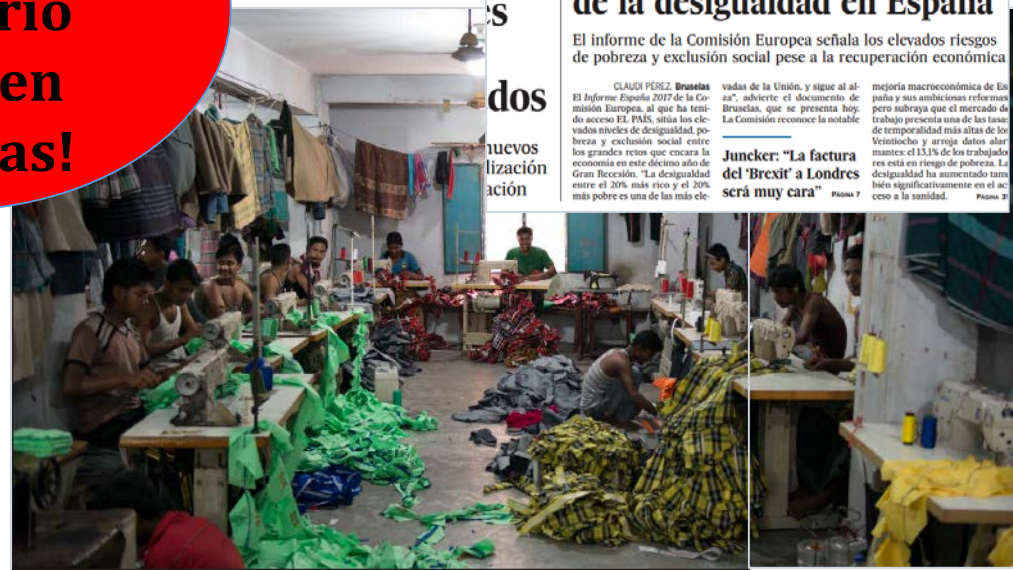 rio
en
as!
es
dos
nuevos
lización
ación
de la desigualdad en España
El informe de la Comisión Europea señala los elevados riesgos
de pobreza y exclusión social pese a la recuperación económica
CLAUDI PÉREZ, Bruselas
El Informe España 2017 de la Co-
misión Europea, al que ha teni-
do acceso EL PAÍS, sitúa los ele-
vados niveles de desigualdad, po-
breza y exclusión social entre
los grandes retos que encara la
economía en este décimo año de
Gran Recesión. "La desigualdad
entre el 20% más rico y el 20%
más pobre es una de las más ele-
vadas de la Unión, y sigue al al-
za", advierte el documento de
Bruselas, que se presenta hoy.
La Comisión reconoce la notable
mejoría macroeconómica de Es
paña y sus ambiciosas reformas
pero subraya que el mercado de
trabajo presenta una de las tasas
de temporalidad más altas de los
Veintiocho y arroja datos alar
mantes: el 13,1% de los trabajado
res está en riesgo de pobreza. La
desigualdad ha aumentado tam
bién significativamente en el ac
ceso a la sanidad. PÁGINA 3
Juncker: "La factura
del 'Brexit' a Londres
será muy cara" PÁGINA 7